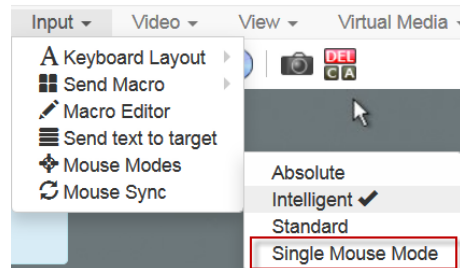 Input Video View Virtual Media
A Keyboard Layout
Send Macro
DEL
C A
Macro Editor
Send text to target
Mouse Modes
Mouse Sync
Absolute
Intelligent ✔
Standard
Single Mouse Mode